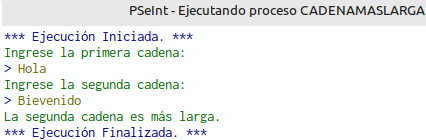 PSeInt - Ejecutando proceso CADENAMASLARGA
*** Ejecución Iniciada. ***
Ingrese la primera cadena:
> Hola
Ingrese la segunda cadena:
> Bievenido
La segunda cadena es más larga.
*** Ejecución Finalizada. ***